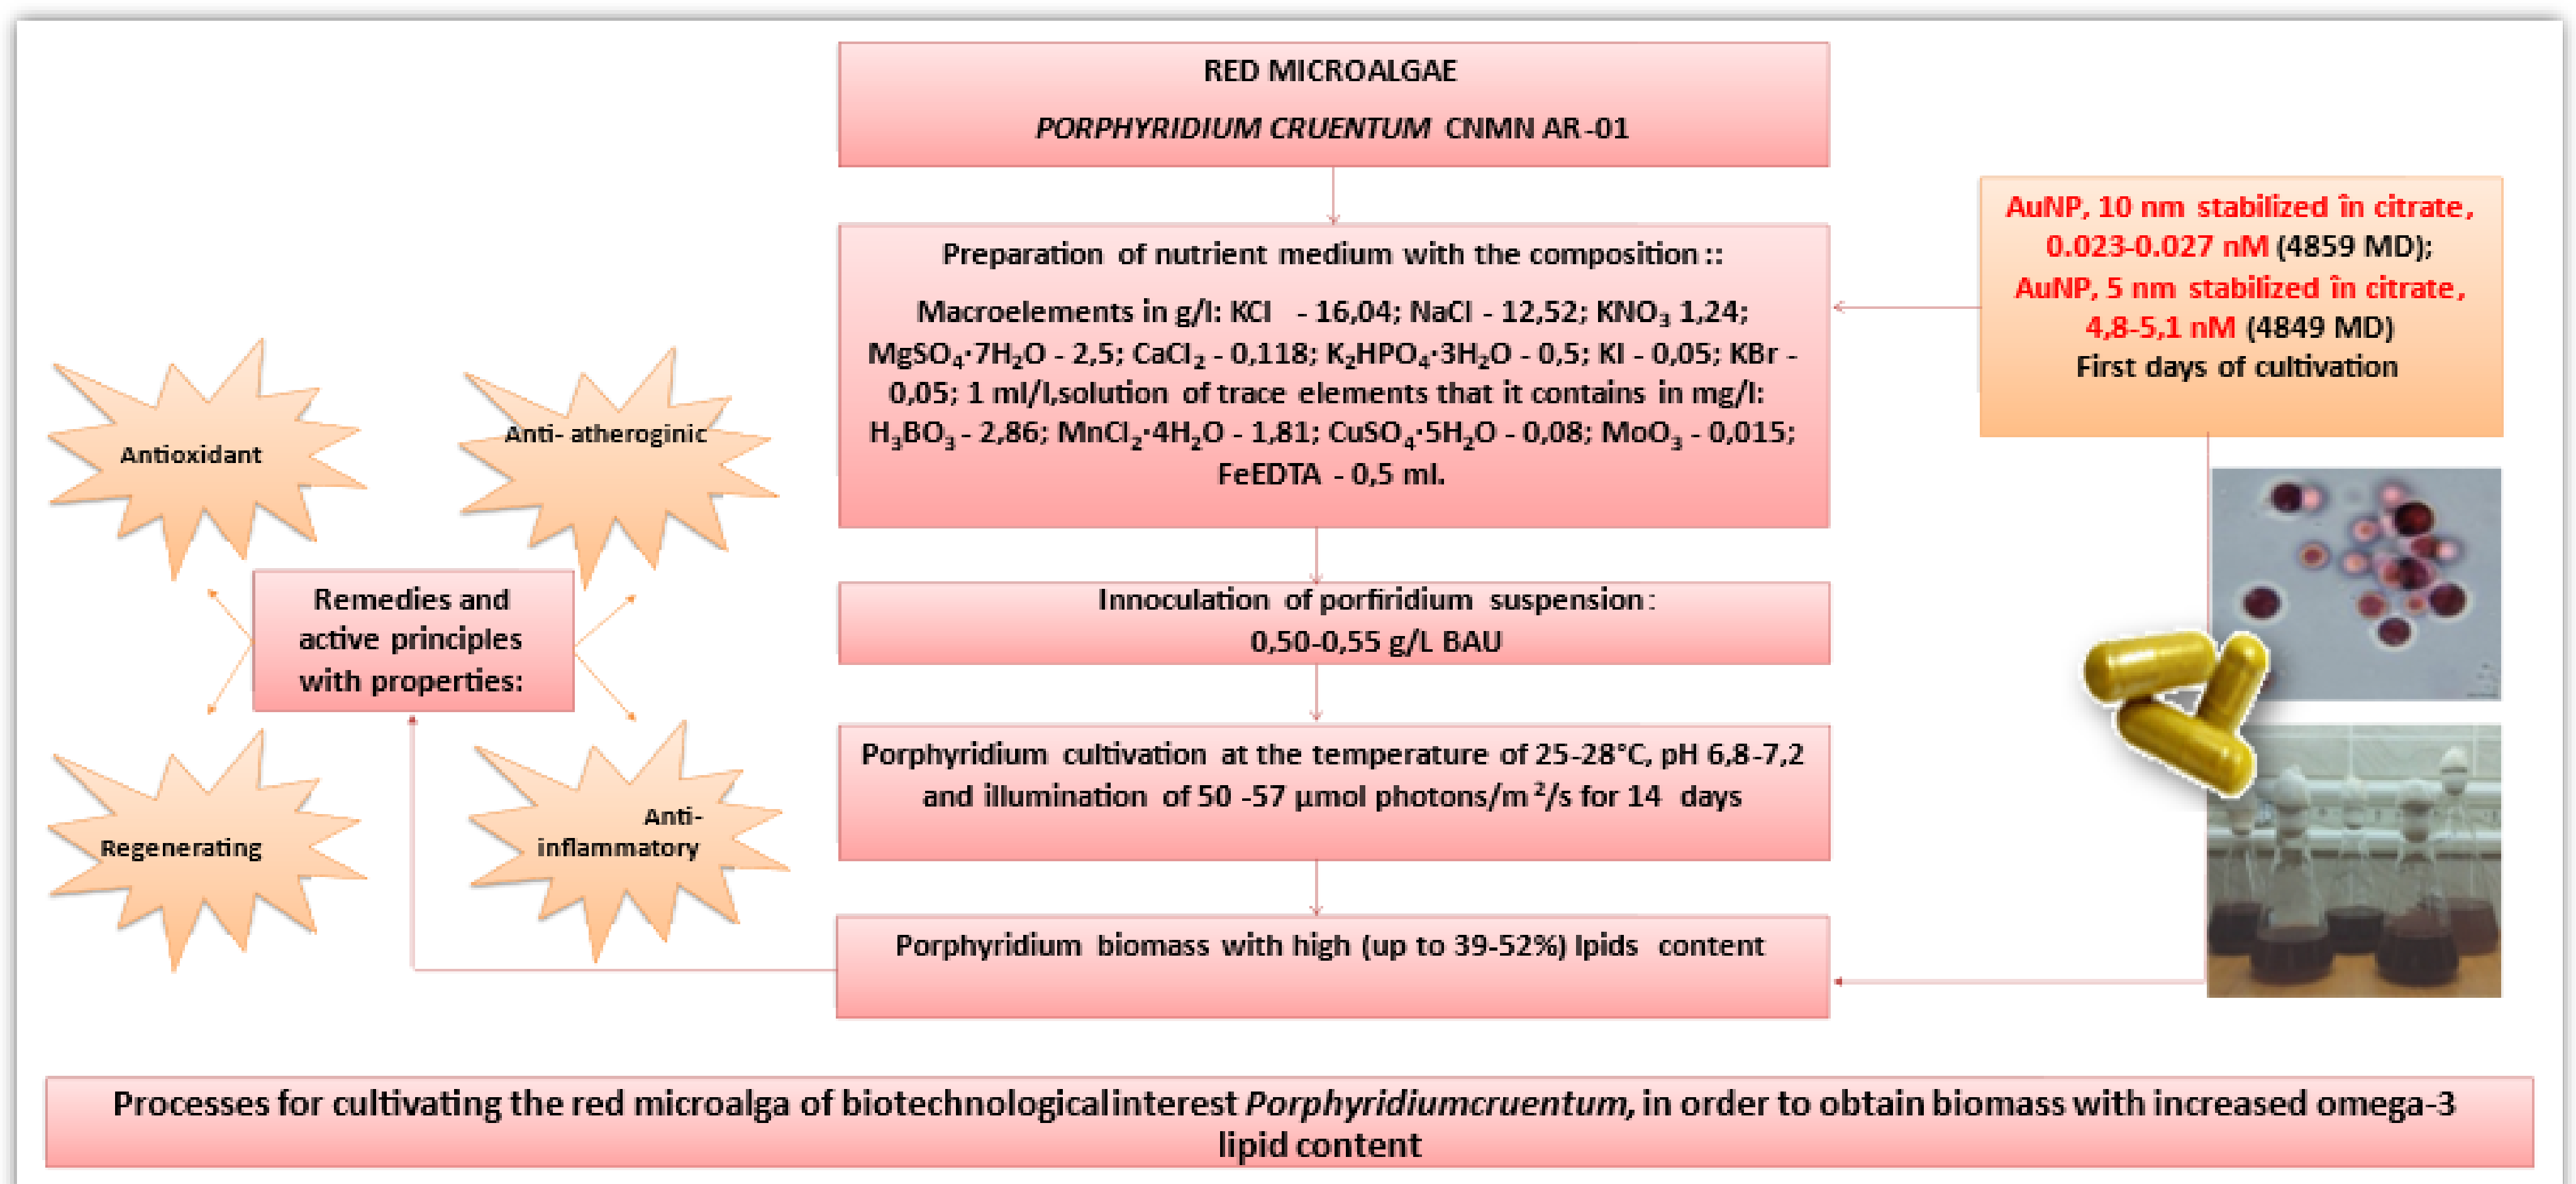 RED MICROALGAE
PORPHYRIDIUM CRUENTUM CNMN AR-01
Preparation of nutrient medium with the composition ::
Macroelements in g/l: KCl - 16,04; NaCl - 12,52; KNO₃ 1,24;
MgSO₄·7H₂O - 2,5; CaCl₂ - 0,118; K₂HPO₄·3H₂O - 0,5; KI - 0,05; KBr -
0,05; 1 ml/l,solution of trace elements that it contains in mg/l:
H₃BO₃ - 2,86; MnCl₂·4H₂O - 1,81; CuSO₄·5H₂O - 0,08; MoO₃ - 0,015;
FeEDTA - 0,5 ml.
AuNP, 10 nm stabilized în citrate,
0.023-0.027 nM (4859 MD);
AuNP, 5 nm stabilized în citrate,
4,8-5,1 nM (4849 MD)
First days of cultivation
Innoculation of porfiridium suspension:
0,50-0,55 g/L BAU
Porphyridium cultivation at the temperature of 25-28°C, pH 6,8-7,2
and illumination of 50 -57 µmol photons/m²/s for 14 days
Porphyridium biomass with high (up to 39-52%) lpids content
Remedies and
active principles
with properties:
Antioxidant
Anti- atheroginic
Regenerating
Anti-
inflammatory
Processes for cultivating the red microalga of biotechnologicalinterest Porphyridiumcruentum, in order to obtain biomass with increased omega-3
lipid content